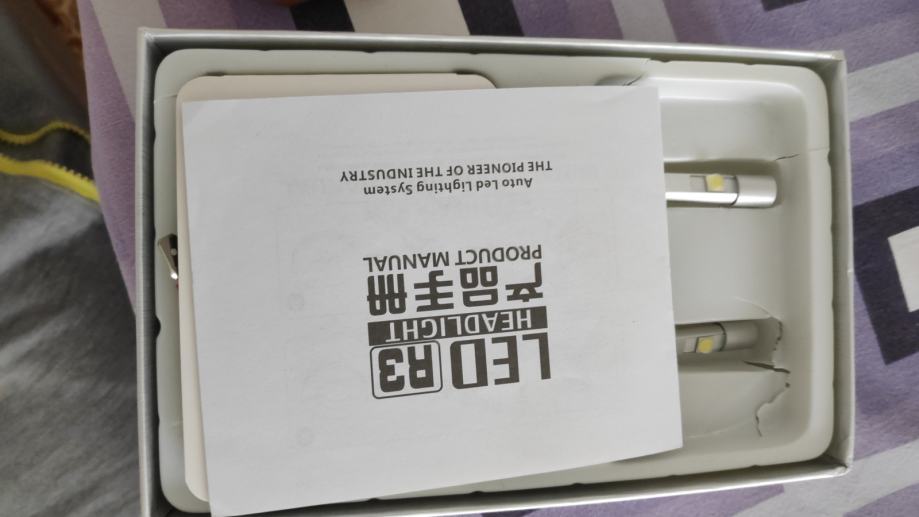 LED R3
HEADLIGHT
产品手册
PRODUCT MANUAL
Auto Led Lighting System
THE PIONEER OF THE INDUSTRY